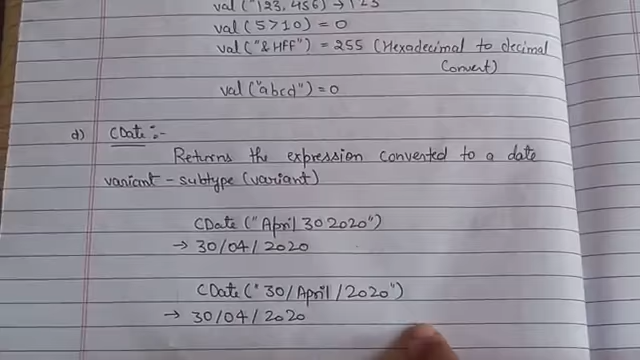 val("123,456) → 123
val(5>10) = 0
val("&HFF") = 255 (Hexadecimal to decimal
Convert)
val("abcd") = 0
d) CDate:-
Returns the expression converted to a date
variant - subtype (variant)
CDate("April 30 2020")
→ 30/04/2020
CDate("30/April/2020")
→ 30/04/2020